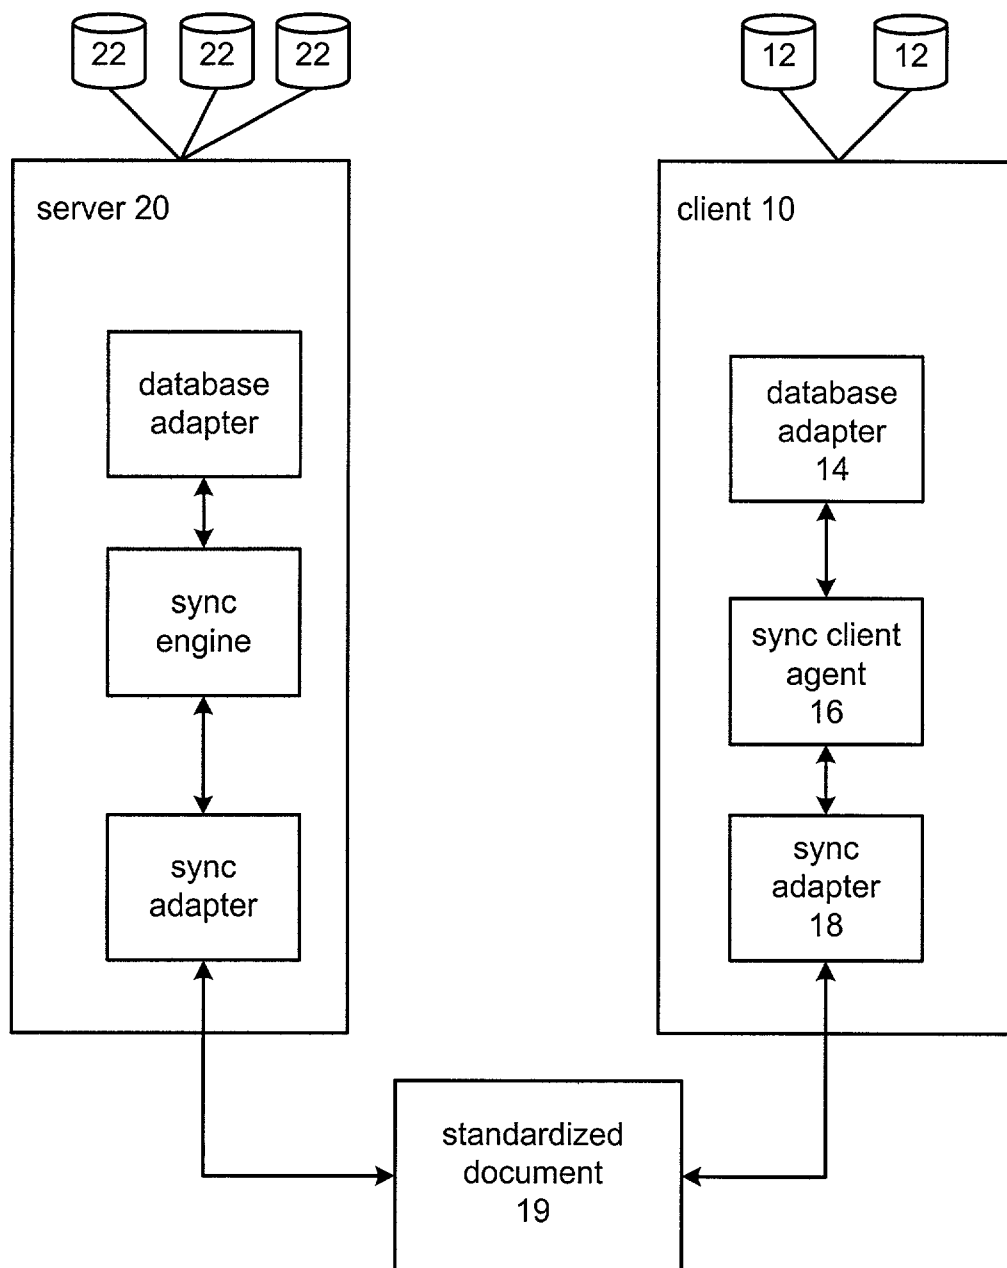 22
22
22
12
12
server 20
client 10
database
adapter
sync
engine
sync
adapter
database
adapter
14
sync client
agent
16
sync
adapter
18
standardized
document
19